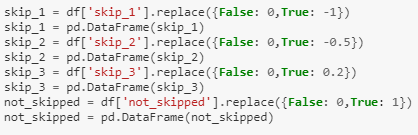 skip_1 = df['skip_1'].replace({False: 0,True: -1})
skip_1 = pd.DataFrame(skip_1)
skip_2 = df['skip_2'].replace({False: 0,True: -0.5})
skip_2 = pd.DataFrame(skip_2)
skip_3 = df['skip_3'].replace({False: 0,True: 0.2})
skip_3 = pd.DataFrame(skip_3)
not_skipped = df['not_skipped'].replace({False: 0,True: 1})
not_skipped = pd.DataFrame(not_skipped)